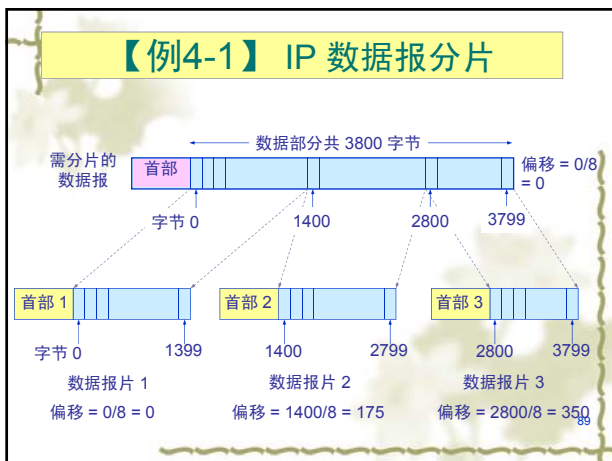 【例4-1】 IP 数据报分片
数据部分共 3800 字节
需分片的
数据报
首部
偏移 = 0/8
= 0
字节 0
1400
2800
3799
首部 1
首部 2
首部 3
字节 0
1399
1400
2799
2800
3799
数据报片 1
数据报片 2
数据报片 3
偏移 = 0/8 = 0
偏移 = 1400/8 = 175
偏移 = 2800/8 = 350
89